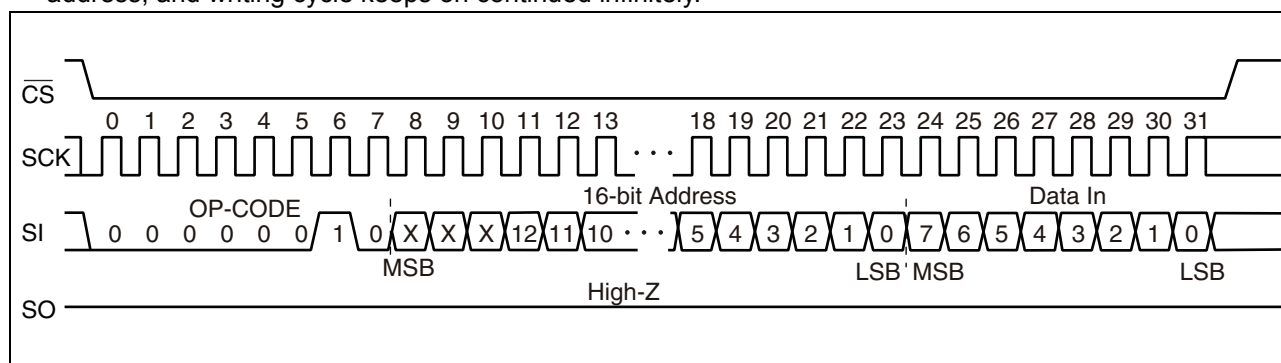 address, and writing cycle keeps on continued infinitely.
CS
0 1 2 3 4 5 6 7 8 9 10 11 12 13 18 19 20 21 22 23 24 25 26 27 28 29 30 31
SCK ···
OP-CODE 16-bit Address Data In
SI 0 0 0 0 0 0 1 0 X X X 12 11 10 ··· 5 4 3 2 1 0 7 6 5 4 3 2 1 0
MSB LSB MSB LSB
High-Z
SO